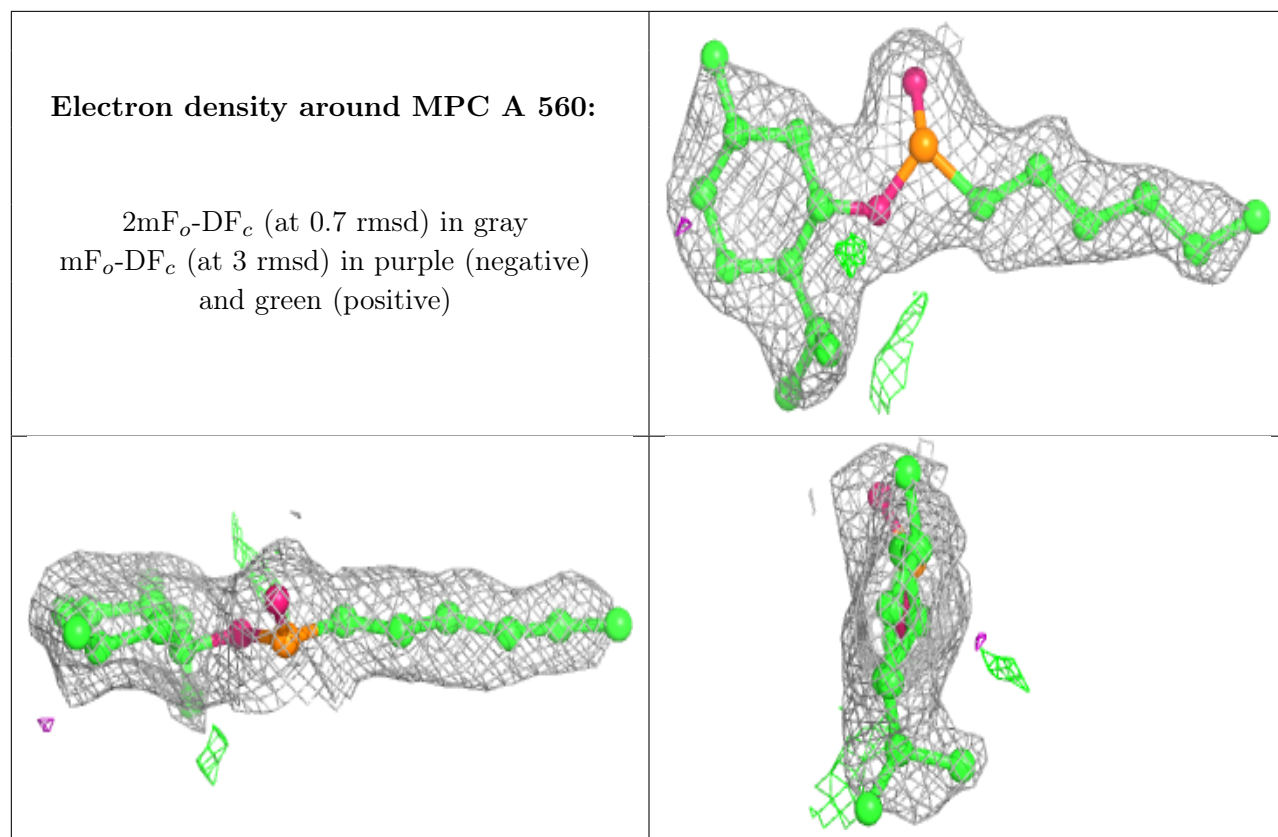 Electron density around MPC A 560:
2mFo-DFc (at 0.7 rmsd) in gray
mFo-DFc (at 3 rmsd) in purple (negative)
and green (positive)